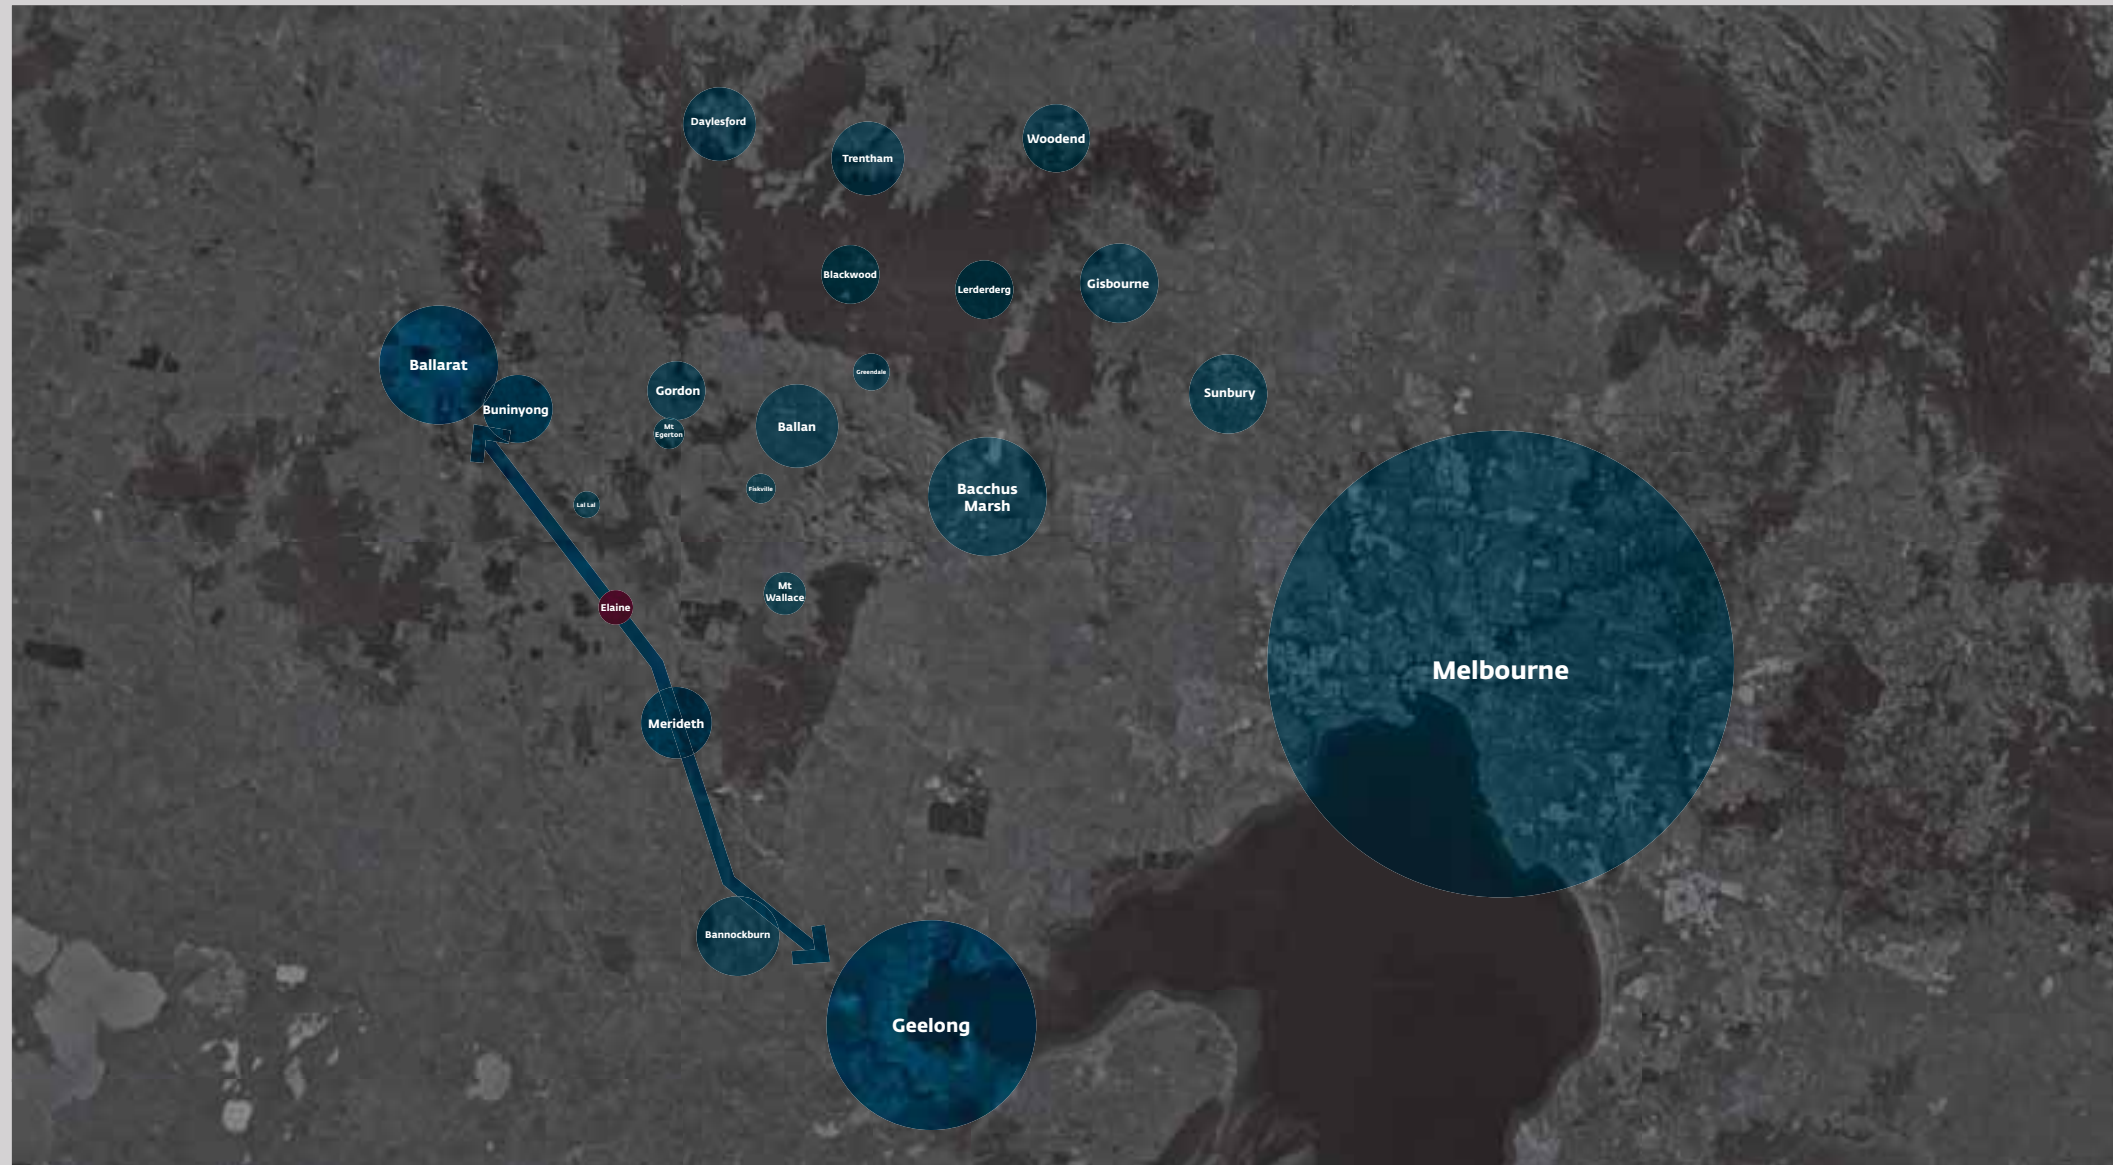 Daylesford
Woodend
Trentham
Blackwood
Gisbourne
Lerderderg
Ballarat
Greendale
Gordon
Sunbury
Buninyong
Ballan
Mt
Egerton
Fiskville
Bacchus
Marsh
Lal Lal
Mt
Wallace
Elaine
Melbourne
Merideth
Bannockburn
Geelong